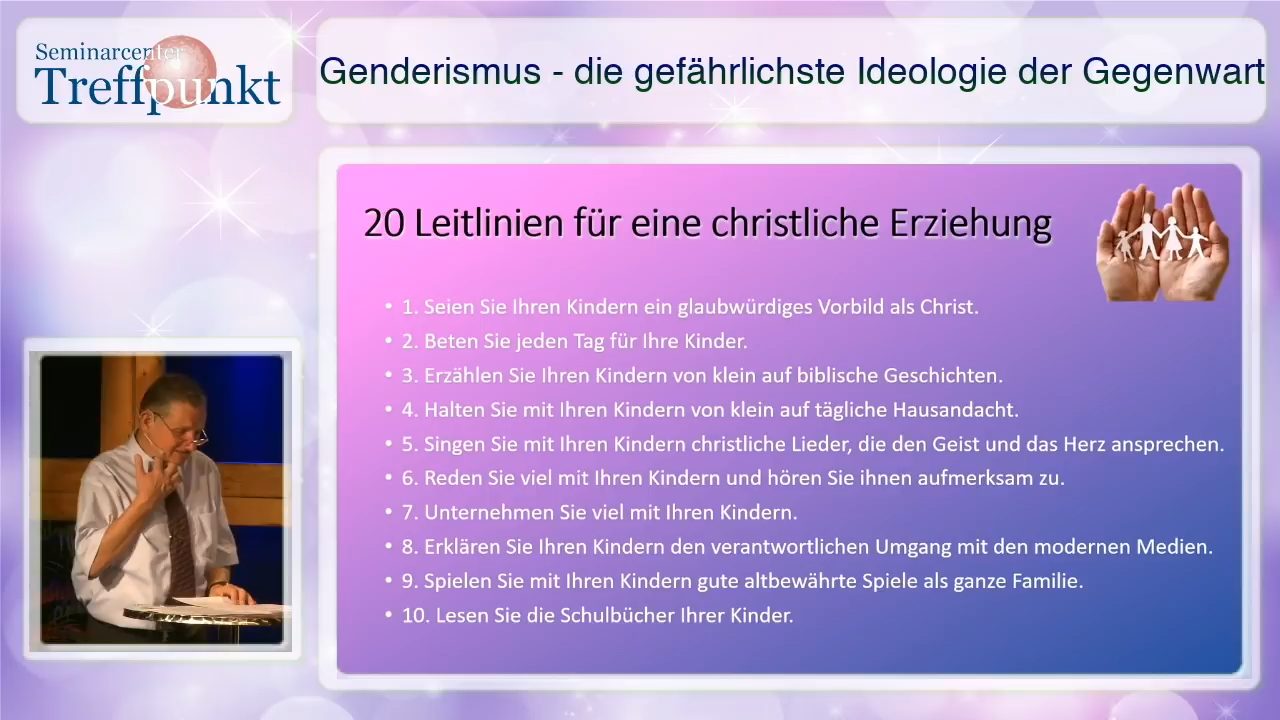 Seminarcenter
Treffpunkt
Genderismus - die gefährlichste Ideologie der Gegenwart
20 Leitlinien für eine christliche Erziehung
• 1. Seien Sie Ihren Kindern ein glaubwürdiges Vorbild als Christ.
• 2. Beten Sie jeden Tag für Ihre Kinder.
• 3. Erzählen Sie Ihren Kindern von klein auf biblische Geschichten.
• 4. Halten Sie mit Ihren Kindern von klein auf tägliche Hausandacht.
• 5. Singen Sie mit Ihren Kindern christliche Lieder, die den Geist und das Herz ansprechen.
• 6. Reden Sie viel mit Ihren Kindern und hören Sie ihnen aufmerksam zu.
• 7. Unternehmen Sie viel mit Ihren Kindern.
• 8. Erklären Sie Ihren Kindern den verantwortlichen Umgang mit den modernen Medien.
• 9. Spielen Sie mit Ihren Kindern gute altbewährte Spiele als ganze Familie.
• 10. Lesen Sie die Schulbücher Ihrer Kinder.